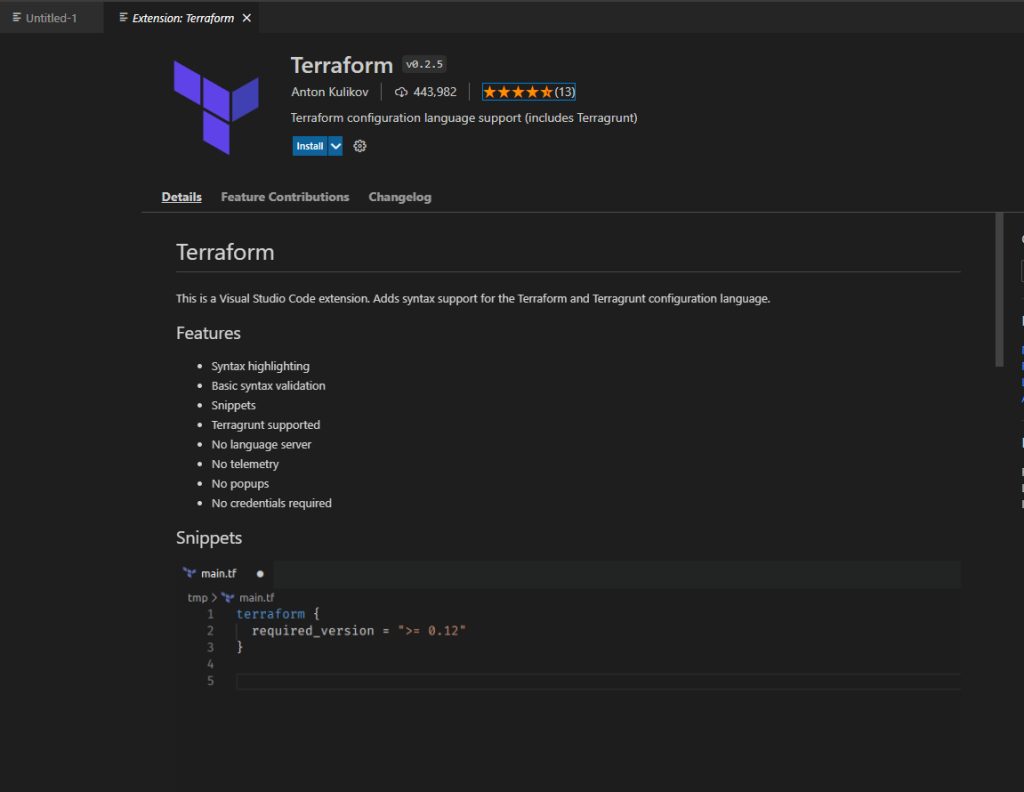 Untitled-1
Extension: Terraform
Terraform v0.2.5
Anton Kulikov 443,982 (13)
Terraform configuration language support (includes Terragrunt)
Install
Details Feature Contributions Changelog
Terraform
This is a Visual Studio Code extension. Adds syntax support for the Terraform and Terragrunt configuration language.
Features
Syntax highlighting
Basic syntax validation
Snippets
Terragrunt supported
No language server
No telemetry
No popups
No credentials required
Snippets
main.tf
tmp > main.tf
1 terraform {
2 required_version = ">= 0.12"
3 }
4
5